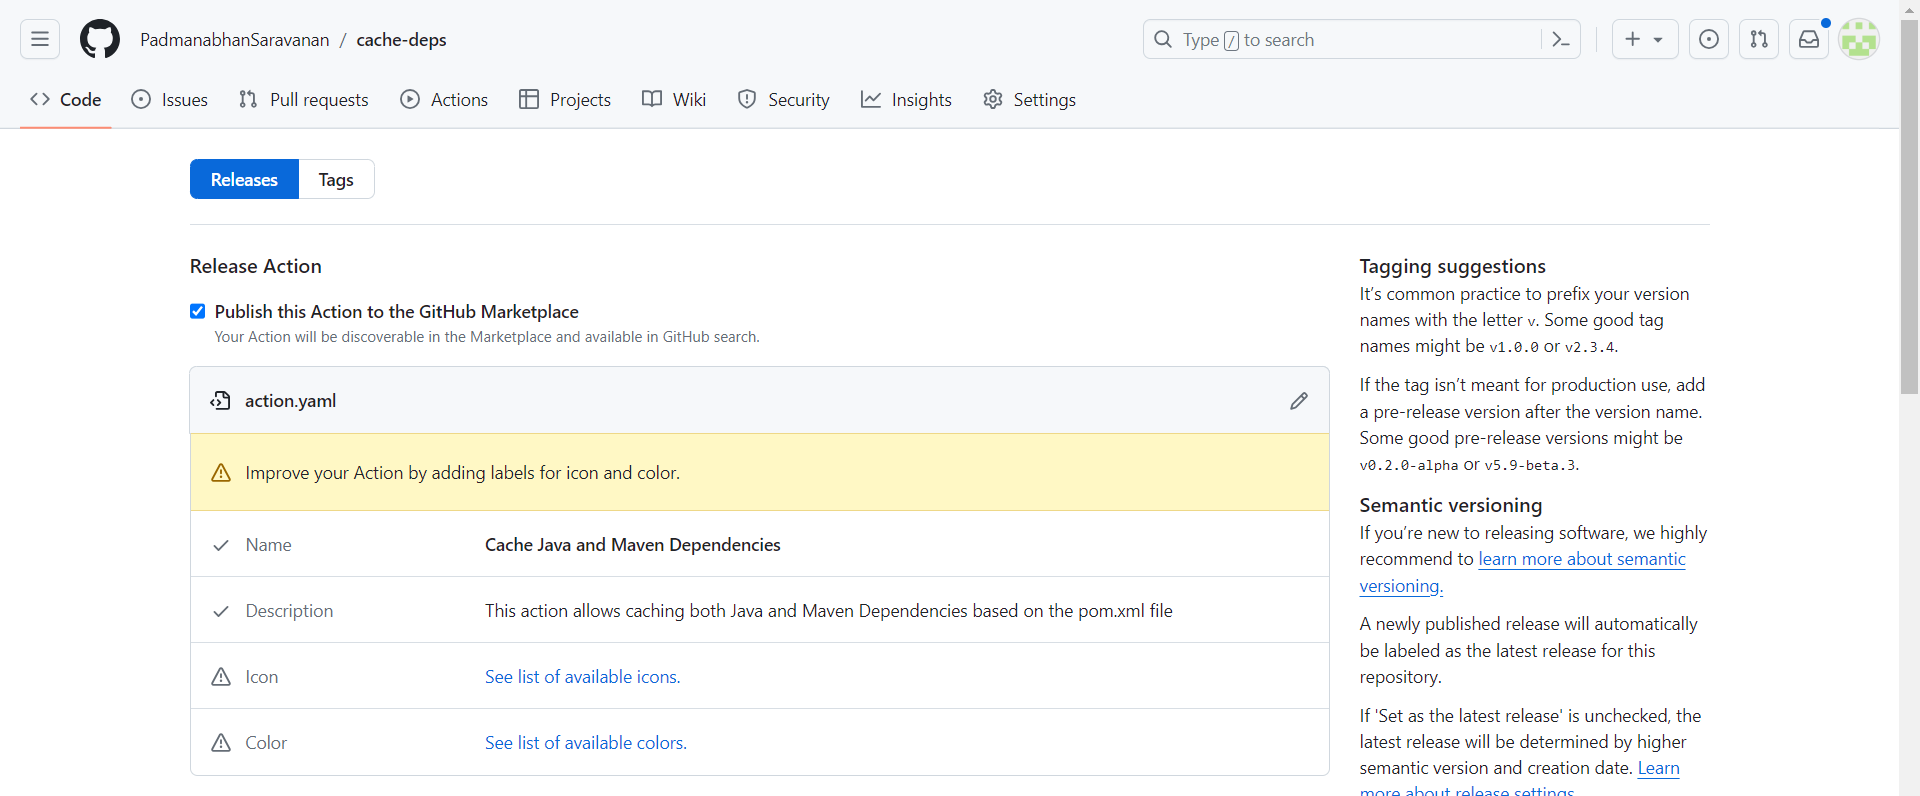 PadmanabhanSaravanan / cache-deps
Type / to search
Code
Issues
Pull requests
Actions
Projects
Wiki
Security
Insights
Settings
Releases
Tags
Release Action
Publish this Action to the GitHub Marketplace
Your Action will be discoverable in the Marketplace and available in GitHub search.
action.yaml
Improve your Action by adding labels for icon and color.
Name
Cache Java and Maven Dependencies
Description
This action allows caching both Java and Maven Dependencies based on the pom.xml file
Icon
See list of available icons.
Color
See list of available colors.
Tagging suggestions
It’s common practice to prefix your version
names with the letter v. Some good tag
names might be v1.0.0 or v2.3.4.
If the tag isn’t meant for production use, add
a pre-release version after the version name.
Some good pre-release versions might be
v0.2.0-alpha or v5.9-beta.3.
Semantic versioning
If you’re new to releasing software, we highly
recommend to learn more about semantic
versioning.
A newly published release will automatically
be labeled as the latest release for this
repository.
If 'Set as the latest release' is unchecked, the
latest release will be determined by higher
semantic version and creation date. Learn
more about release settings.